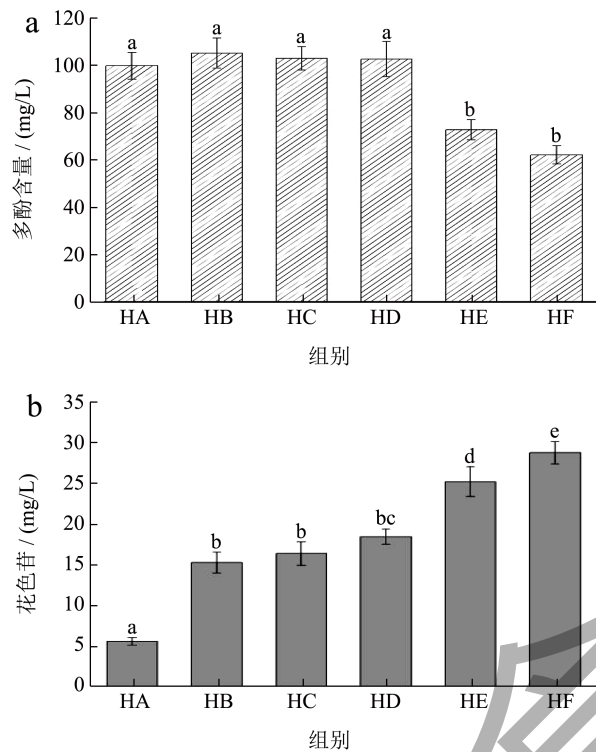 a
120
100
80
60
40
20
0
多酚含量 / (mg/L)
a a a a b b
HA HB HC HD HE HF
组别
b
35
30
25
20
15
10
5
0
花色苷 / (mg/L)
a b b bc d e
HA HB HC HD HE HF
组别